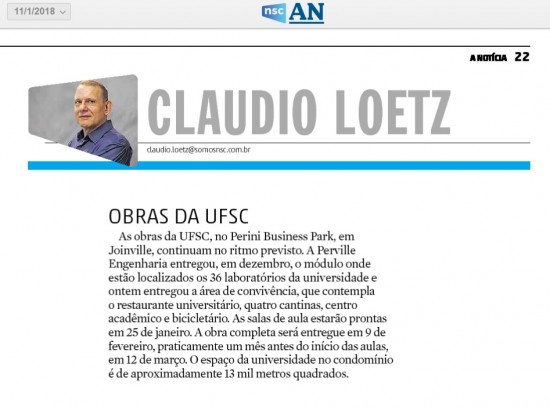 11/1/2018
nsc AN
A NOTÍCIA 22
CLAUDIO LOETZ
claudio.loetz@somosnsc.com.br
OBRAS DA UFSC
As obras da UFSC, no Perini Business Park, em
Joinville, continuam no ritmo previsto. A Perville
Engenharia entregou, em dezembro, o módulo onde
estão localizados os 36 laboratórios da universidade e
ontem entregou a área de convivência, que contempla
o restaurante universitário, quatro cantinas, centro
acadêmico e bicicletário. As salas de aula estarão prontas
em 25 de janeiro. A obra completa será entregue em 9 de
fevereiro, praticamente um mês antes do início das aulas,
em 12 de março. O espaço da universidade no condomínio
é de aproximadamente 13 mil metros quadrados.